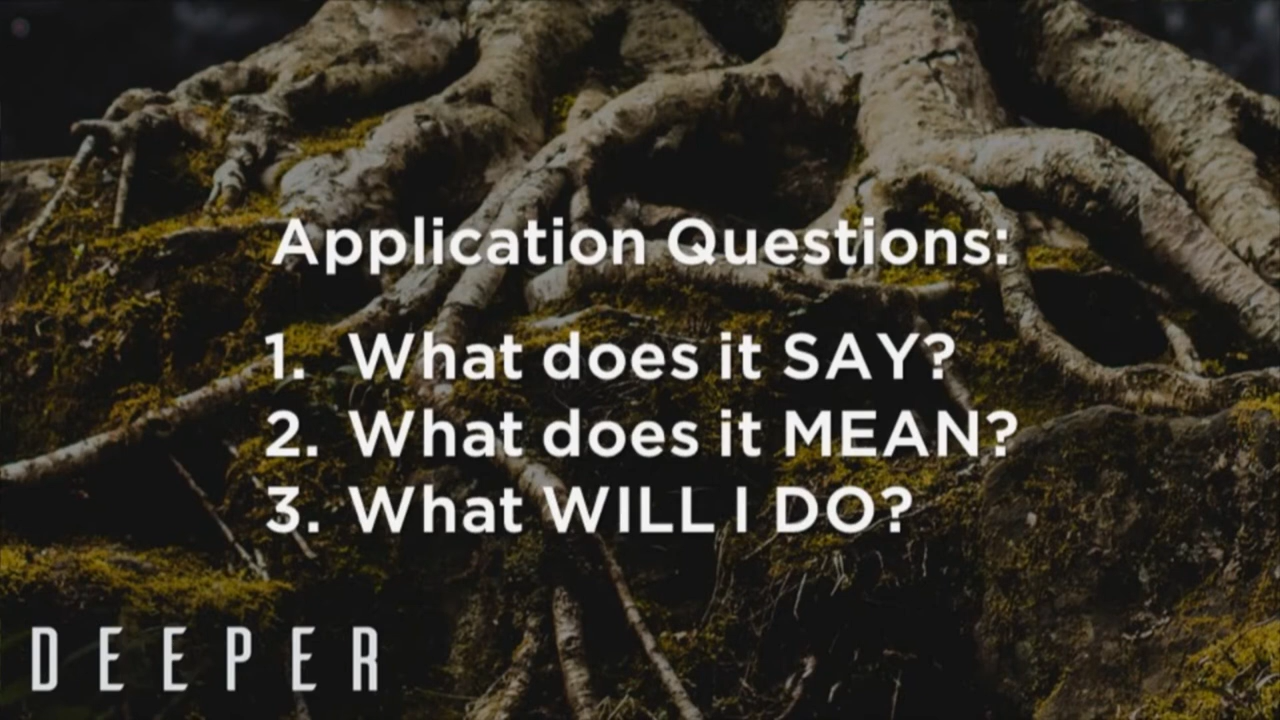 Application Questions:
1. What does it SAY?
2. What does it MEAN?
3. What WILL I DO?
DEEPER